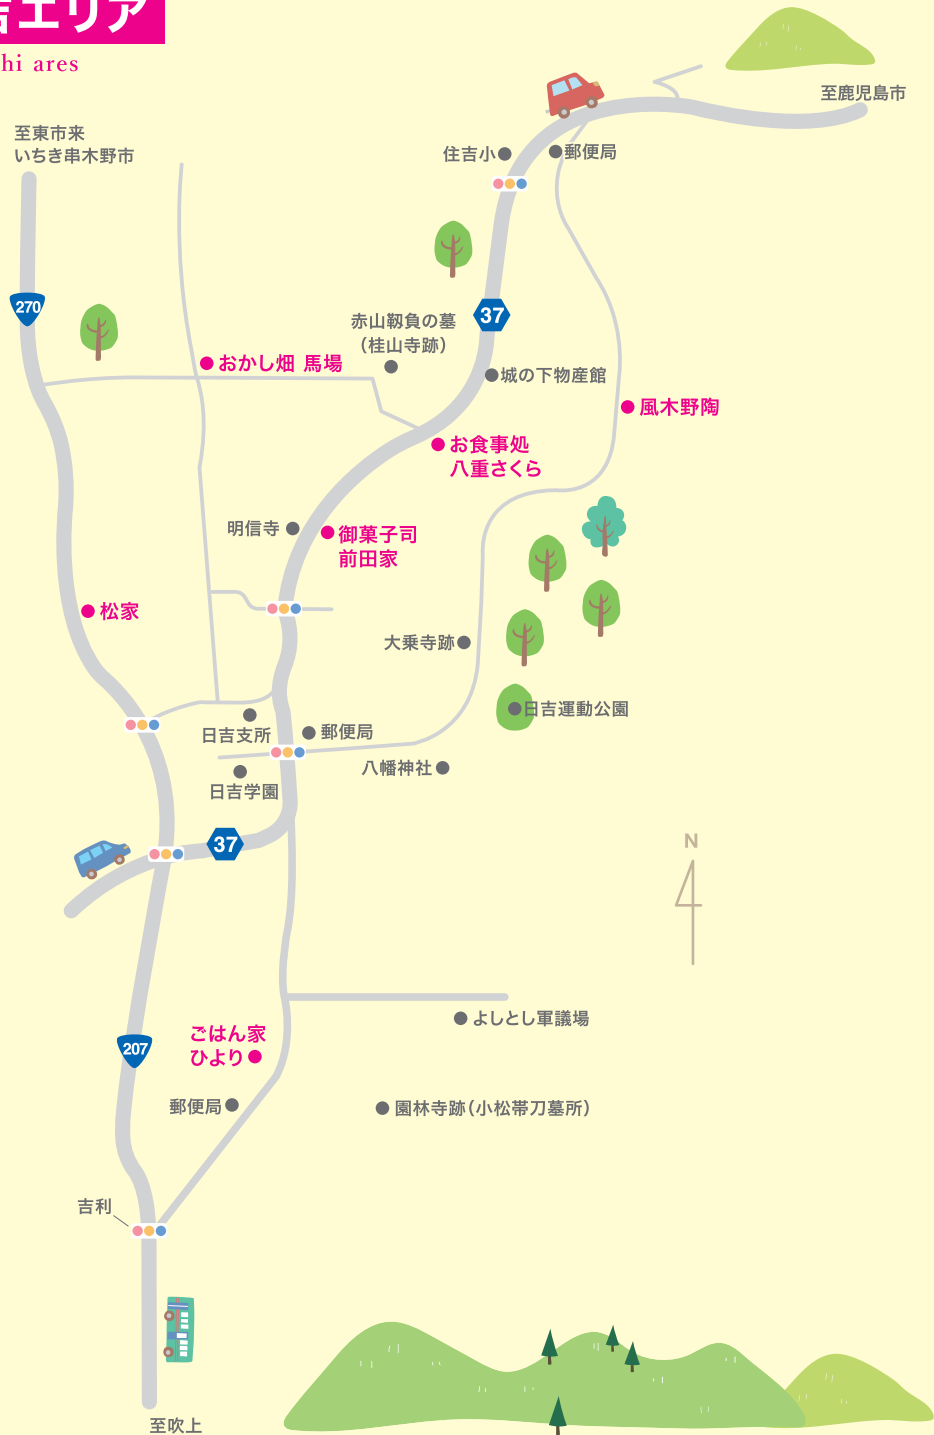 吉エリア
hi ares
至鹿児島市
至東市来
いちき串木野市
住吉小
郵便局
270
37
赤山靱負の墓
（桂山寺跡）
おかし畑 馬場
城の下物産館
風木野陶
お食事処
八重さくら
明信寺
御菓子司
前田家
松家
大乗寺跡
日吉運動公園
日吉支所
郵便局
八幡神社
日吉学園
37
N
よしとし軍議場
ごはん家
ひより
207
郵便局
園林寺跡（小松帯刀墓所）
吉利
至吹上